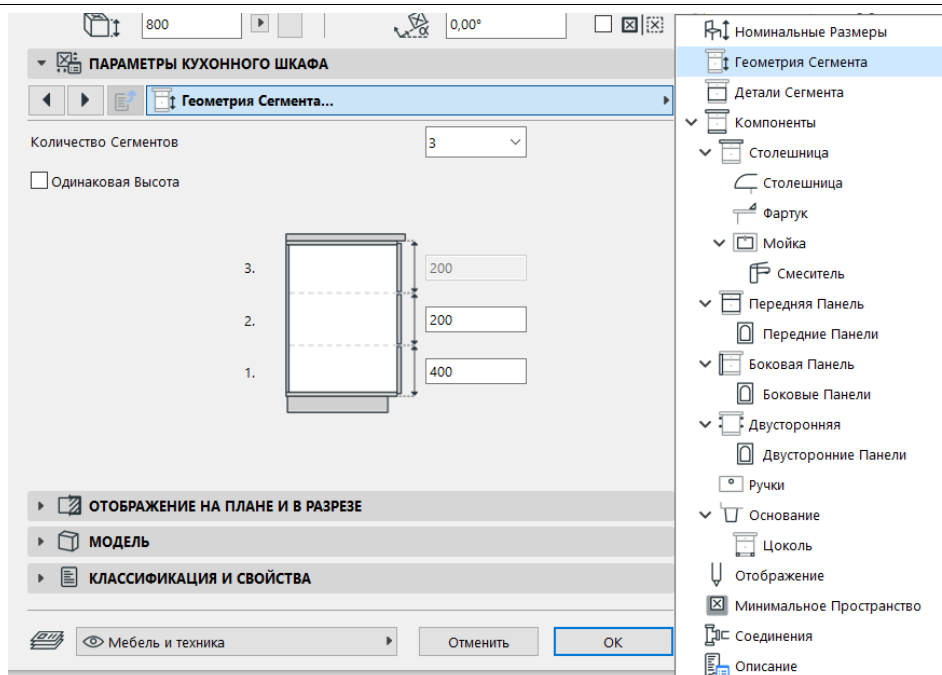 800
0,00°
ПАРАМЕТРЫ КУХОННОГО ШКАФА
Геометрия Сегмента...
Количество Сегментов
3
Одинаковая Высота
3.
200
2.
200
1.
400
ОТОБРАЖЕНИЕ НА ПЛАНЕ И В РАЗРЕЗЕ
МОДЕЛЬ
КЛАССИФИКАЦИЯ И СВОЙСТВА
Мебель и техника
Отменить
ОК
Номинальные Размеры
Геометрия Сегмента
Детали Сегмента
Компоненты
Столешница
Столешница
Фартук
Мойка
Смеситель
Передняя Панель
Передние Панели
Боковая Панель
Боковые Панели
Двусторонняя
Двусторонние Панели
Ручки
Основание
Цоколь
Отображение
Минимальное Пространство
Соединения
Описание